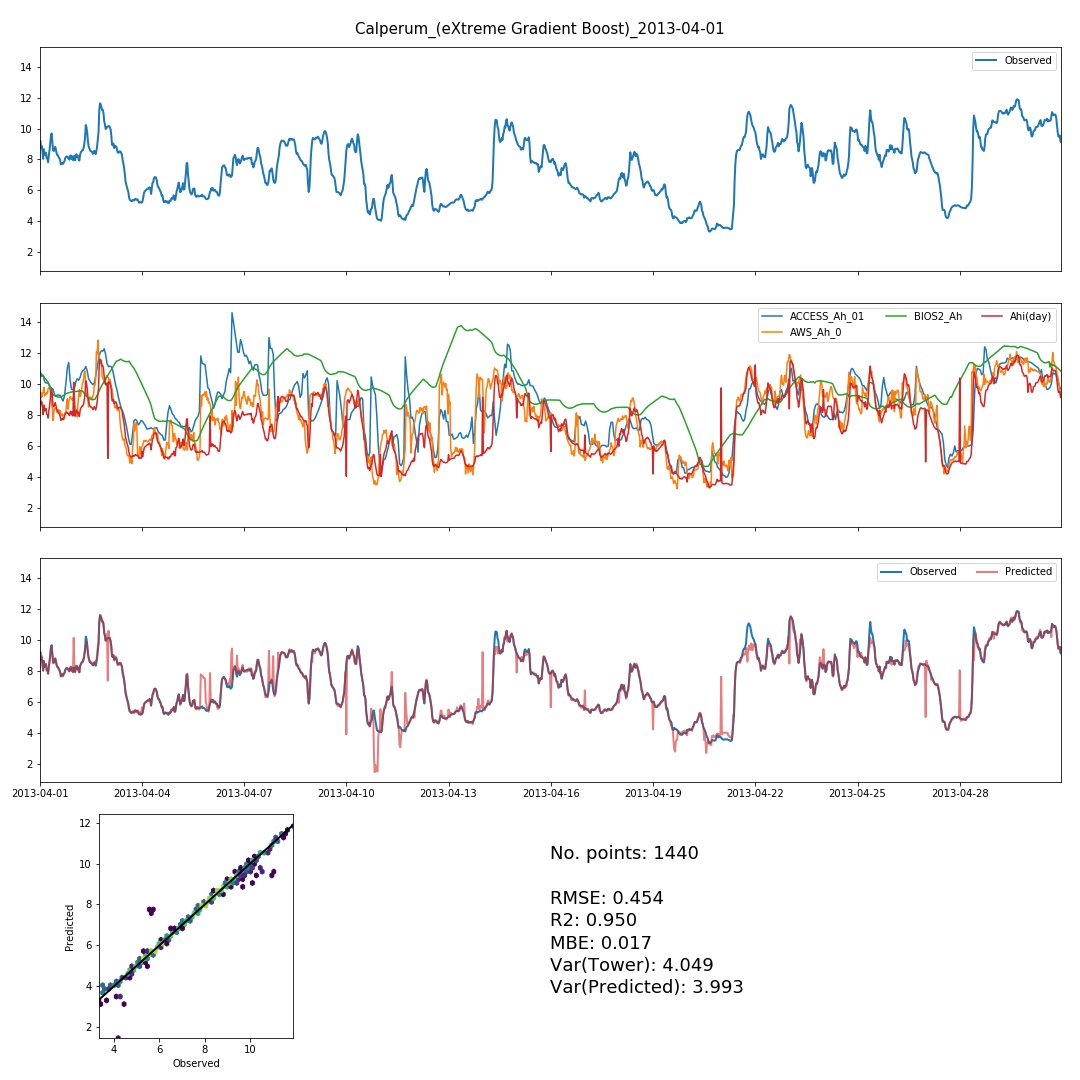 Calperum_(eXtreme Gradient Boost)_2013-04-01
14
12
10
8
6
4
2
Observed
14
12
10
8
6
4
2
ACCESS_Ah_01 BIOS2_Ah Ahi(day)
AWS_Ah_0
14
12
10
8
6
4
2
Observed Predicted
2013-04-01 2013-04-04 2013-04-07 2013-04-10 2013-04-13 2013-04-16 2013-04-19 2013-04-22 2013-04-25 2013-04-28
12
10
8
6
4
2
Predicted
4 6 8 10
Observed
No. points: 1440
RMSE: 0.454
R2: 0.950
MBE: 0.017
Var(Tower): 4.049
Var(Predicted): 3.993